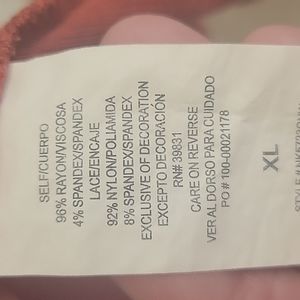 SELF/CUERPO
96% RAYON/VISCOSA
4% SPANDEX/SPANDEX
LACE/ENCAJE
92% NYLON/POLIAMIDA
8% SPANDEX/SPANDEX
EXCLUSIVE OF DECORATION
EXCEPTO DECORACIÓN
RN# 39831
CARE ON REVERSE
VER AL DORSO PARA CUIDADO
PO # 100-00021178
XL